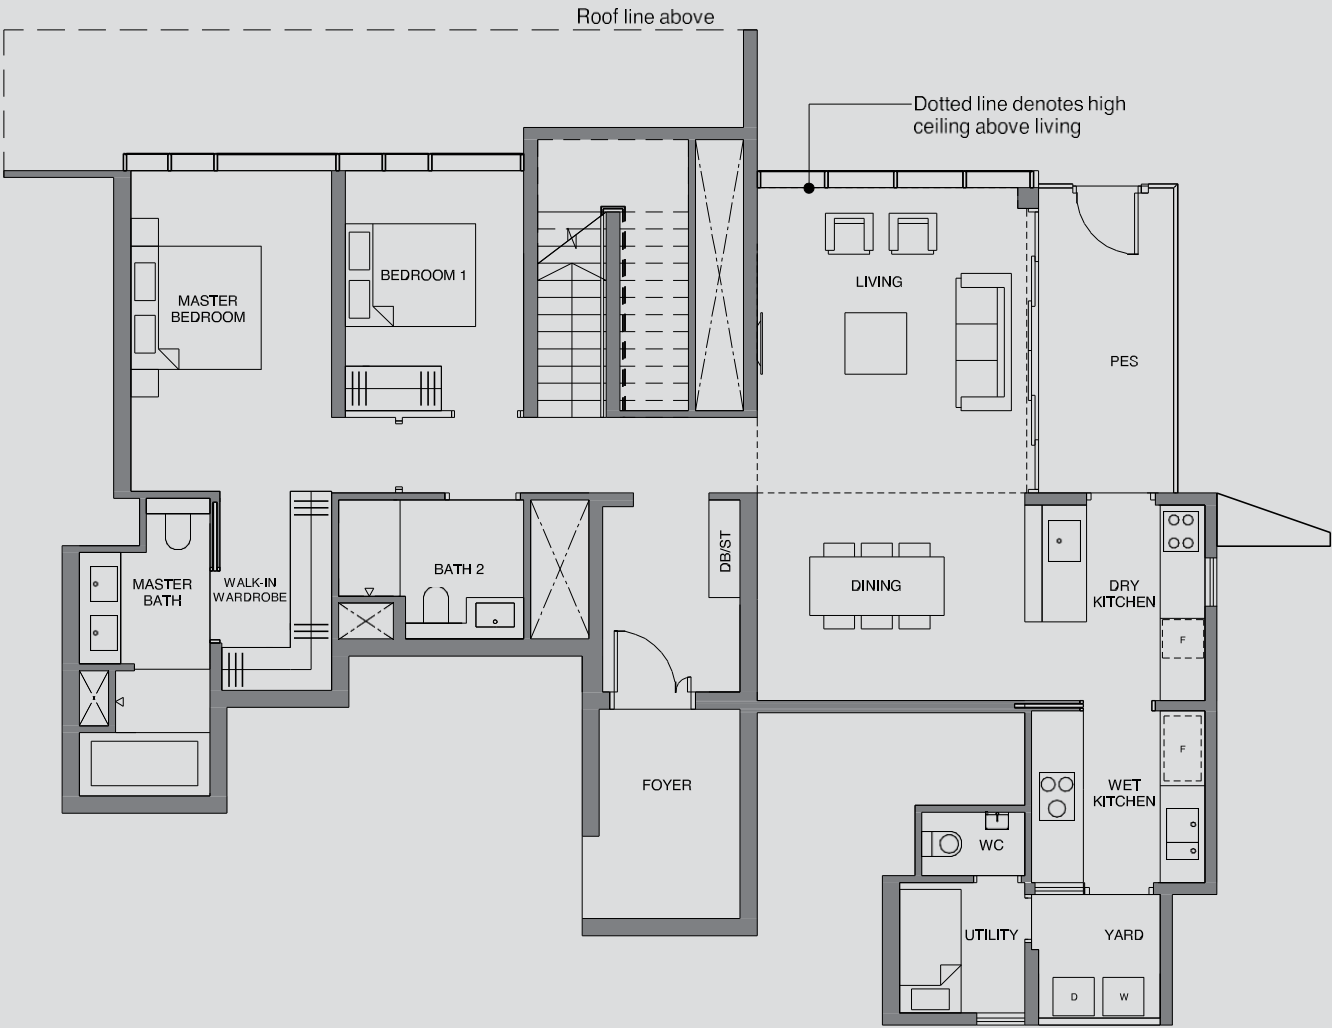 Roof line above
Dotted line denotes high
ceiling above living
LIVING
BEDROOM 1
MASTER
BEDROOM
PES
DB/ST
BATH 2
DINING
MASTER
BATH
WALK-IN
WARDROBE
DRY
KITCHEN
F
F
FOYER
WET
KITCHEN
WC
UTILITY
YARD
D
W